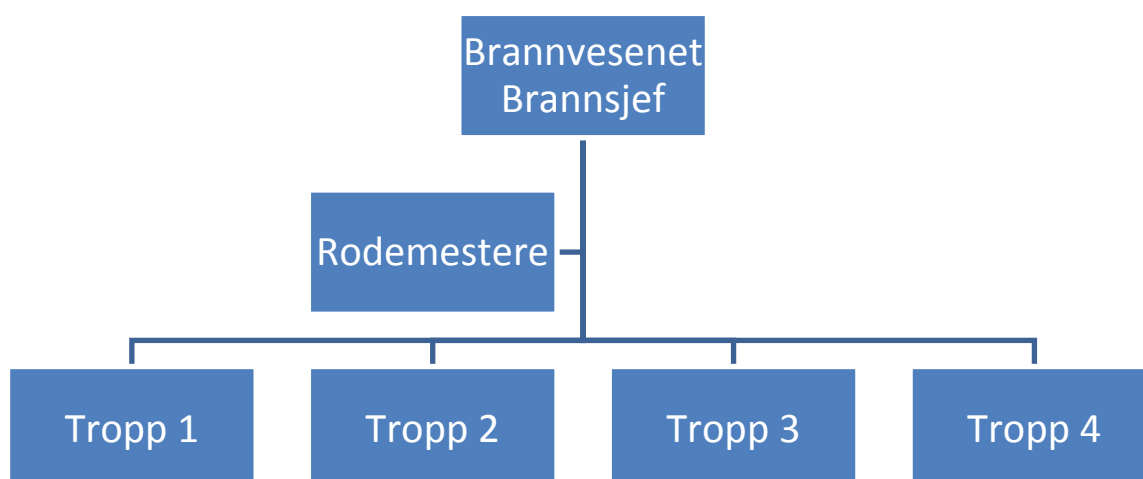 Brannvesenet
Brannsjef
Rodemestere
Tropp 1
Tropp 2
Tropp 3
Tropp 4